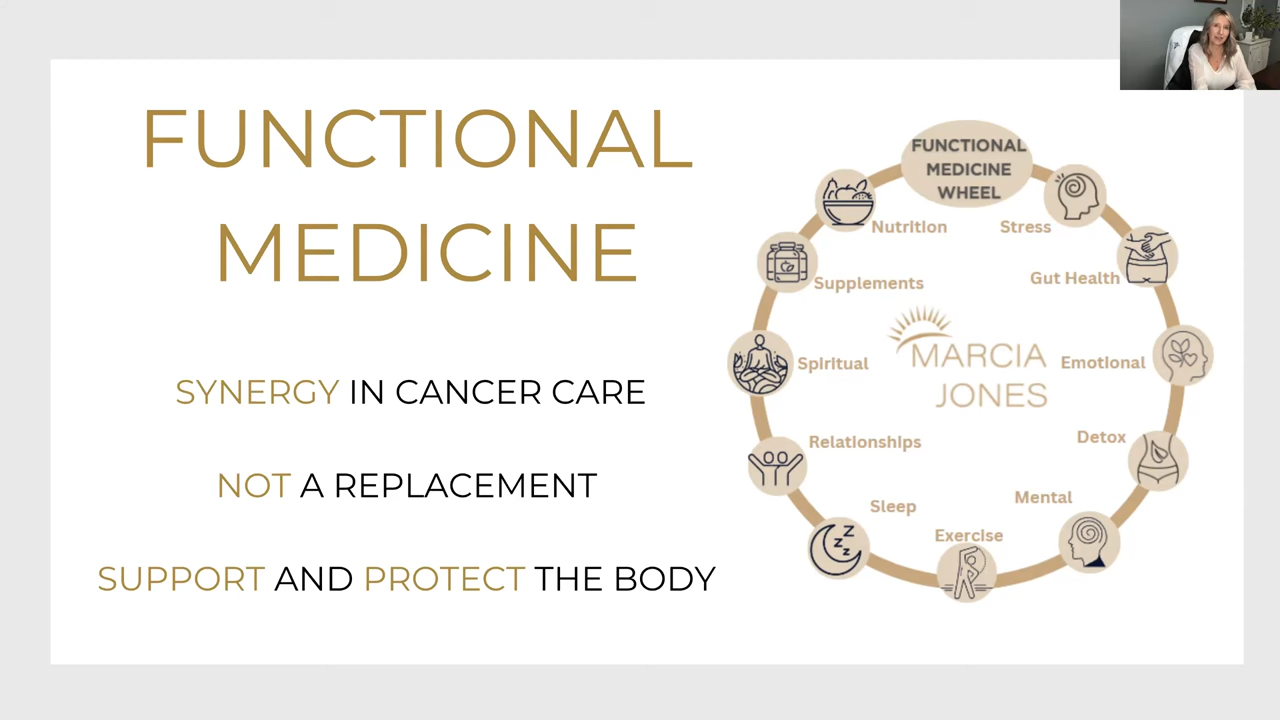 FUNCTIONAL
MEDICINE
SYNERGY IN CANCER CARE
NOT A REPLACEMENT
SUPPORT AND PROTECT THE BODY
FUNCTIONAL
MEDICINE
WHEEL
Nutrition
Stress
Supplements
Gut Health
Spiritual
MARCIA
JONES
Emotional
Relationships
Detox
Sleep
Mental
Exercise